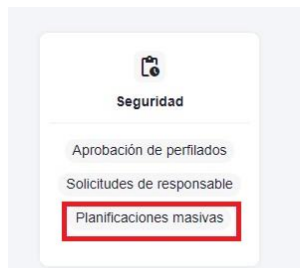 Seguridad
Aprobación de perfilados
Solicitudes de responsable
Planificaciones masivas